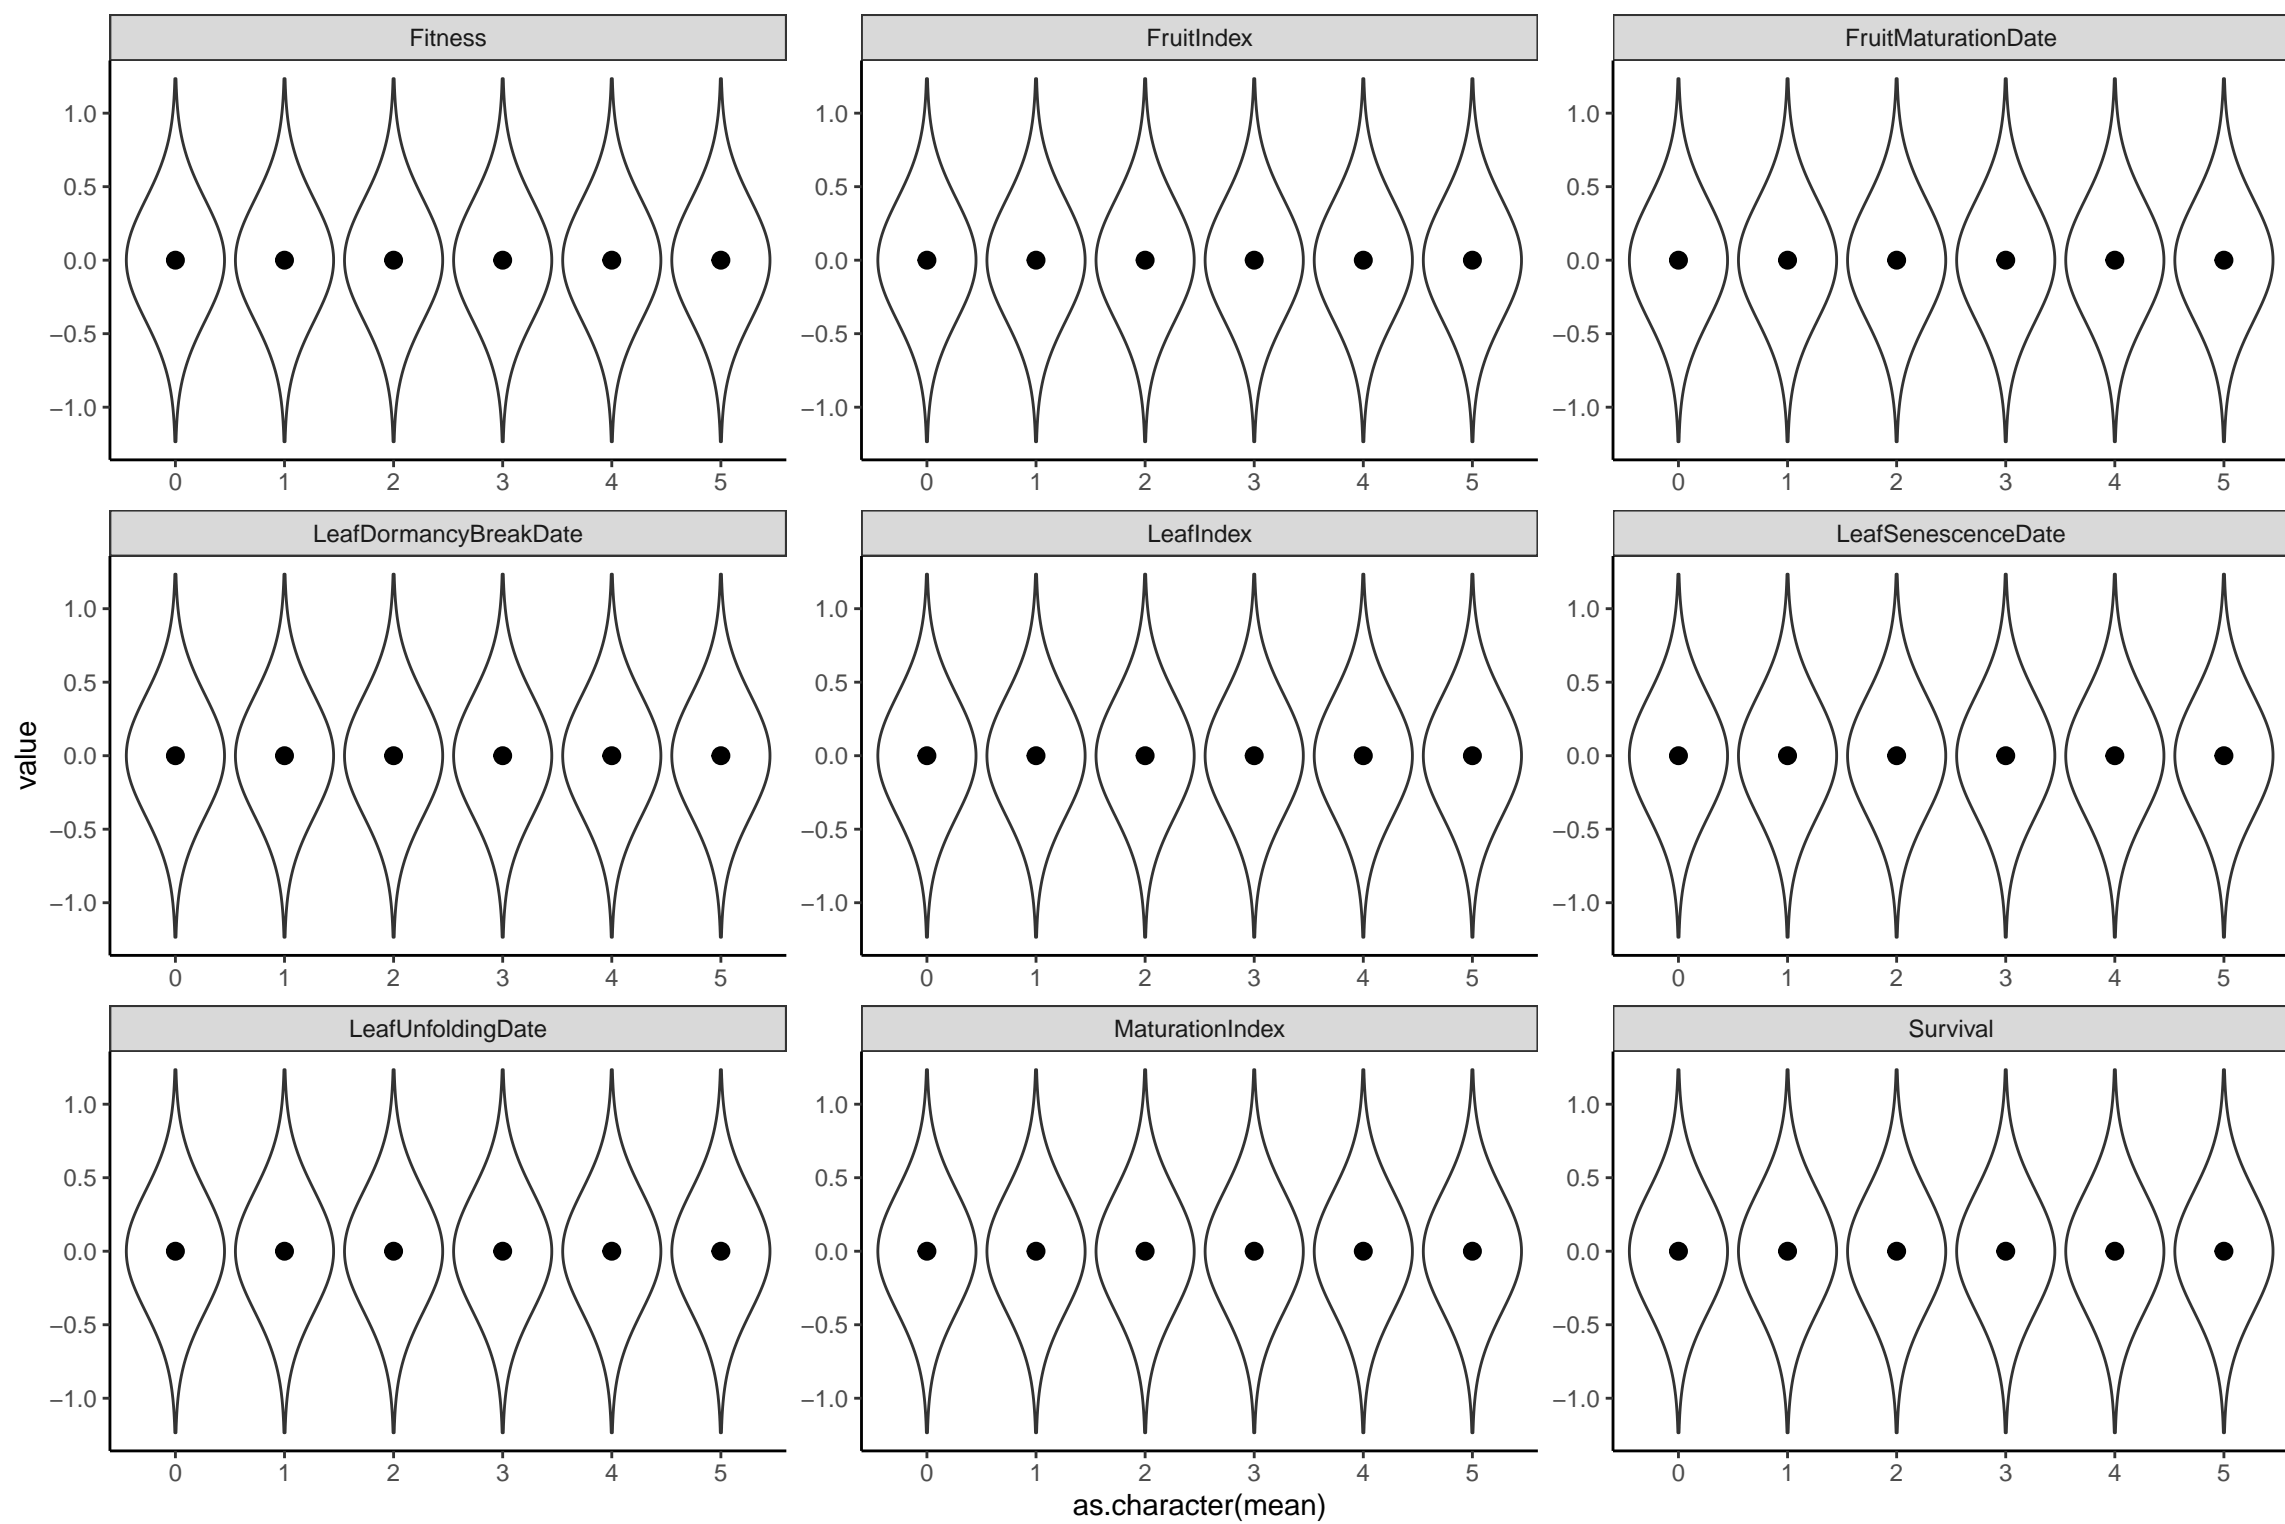 Fitness FruitIndex FruitMaturationDate
1.0 1.0 1.0
0.5 0.5 0.5
0.0 0.0 0.0
−0.5 −0.5 −0.5
−1.0 −1.0 −1.0
0 1 2 3 4 5 0 1 2 3 4 5 0 1 2 3 4 5
LeafDormancyBreakDate LeafIndex LeafSenescenceDate
1.0 1.0 1.0
0.5 0.5 0.5
value
0.0 0.0 0.0
−0.5 −0.5 −0.5
−1.0 −1.0 −1.0
0 1 2 3 4 5 0 1 2 3 4 5 0 1 2 3 4 5
LeafUnfoldingDate MaturationIndex Survival
1.0 1.0 1.0
0.5 0.5 0.5
0.0 0.0 0.0
−0.5 −0.5 −0.5
−1.0 −1.0 −1.0
0 1 2 3 4 5 0 1 2 3 4 5 0 1 2 3 4 5
as.character(mean)